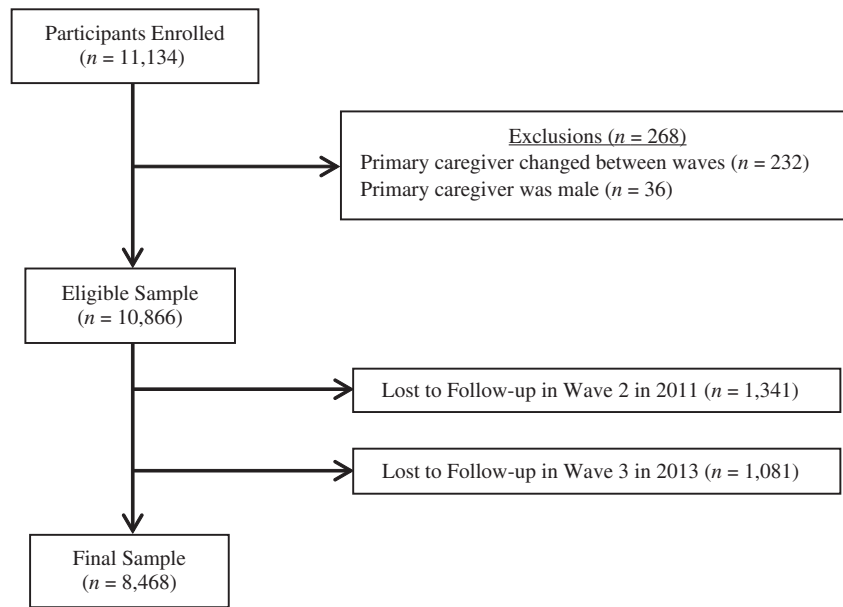 Participants Enrolled
(n = 11,134)
Exclusions (n = 268)
Primary caregiver changed between waves (n = 232)
Primary caregiver was male (n = 36)
Eligible Sample
(n = 10,866)
Lost to Follow-up in Wave 2 in 2011 (n = 1,341)
Lost to Follow-up in Wave 3 in 2013 (n = 1,081)
Final Sample
(n = 8,468)